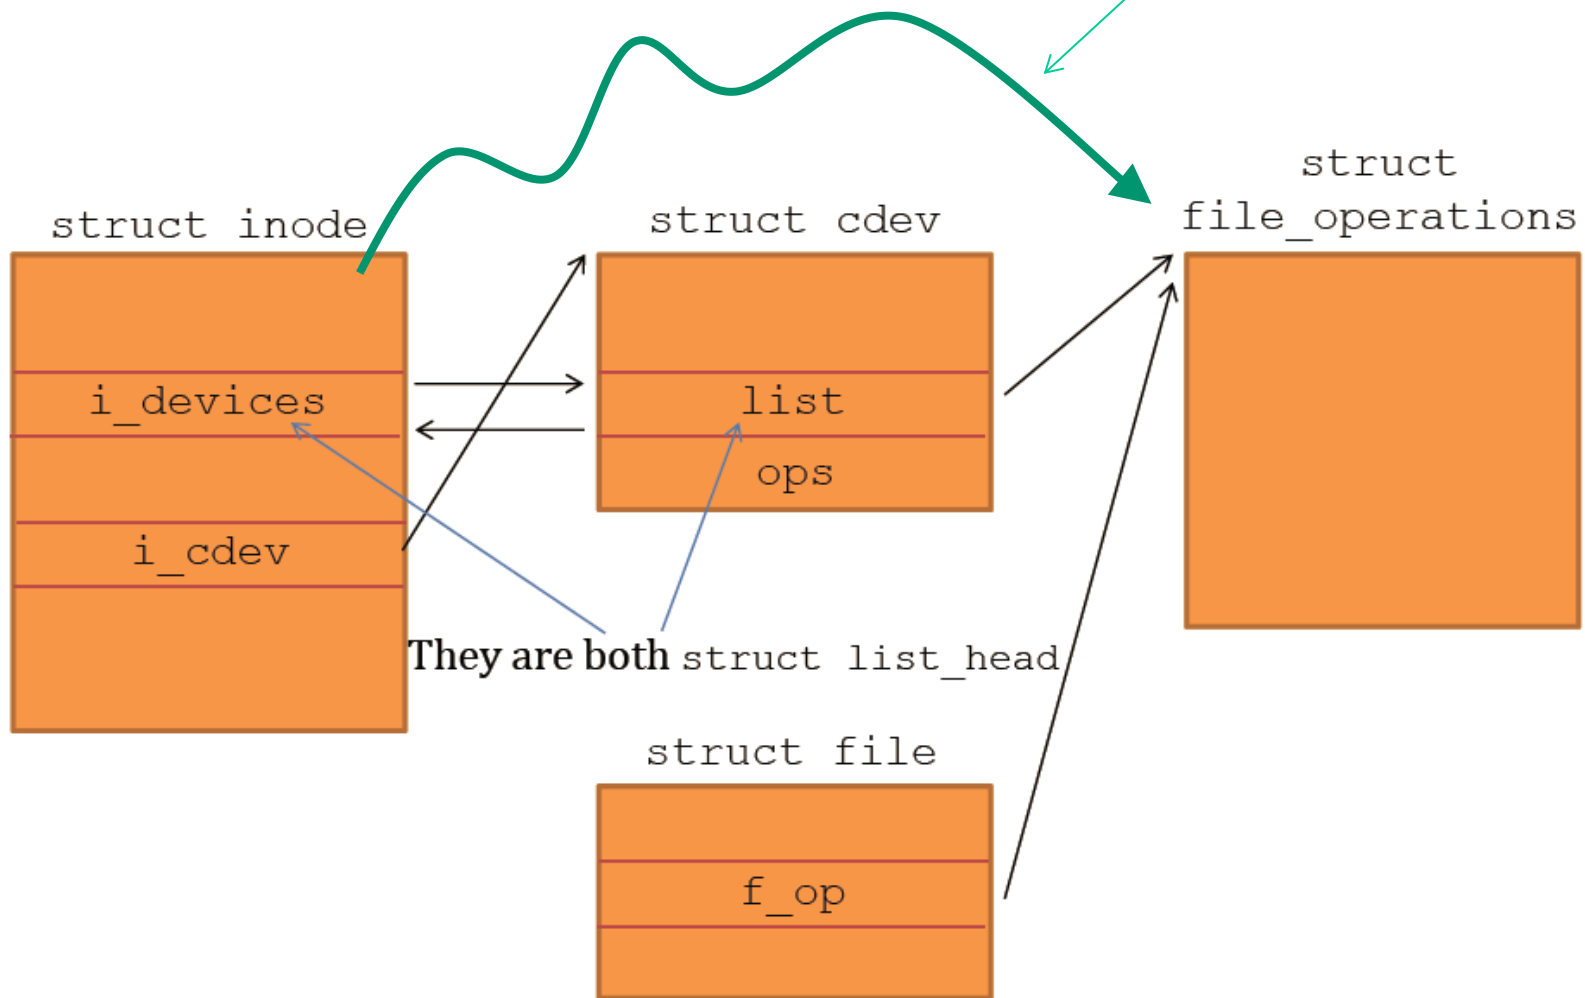 struct inode
struct cdev
struct
file_operations
i_devices
list
ops
i_cdev
They are both struct list_head
struct file
f_op